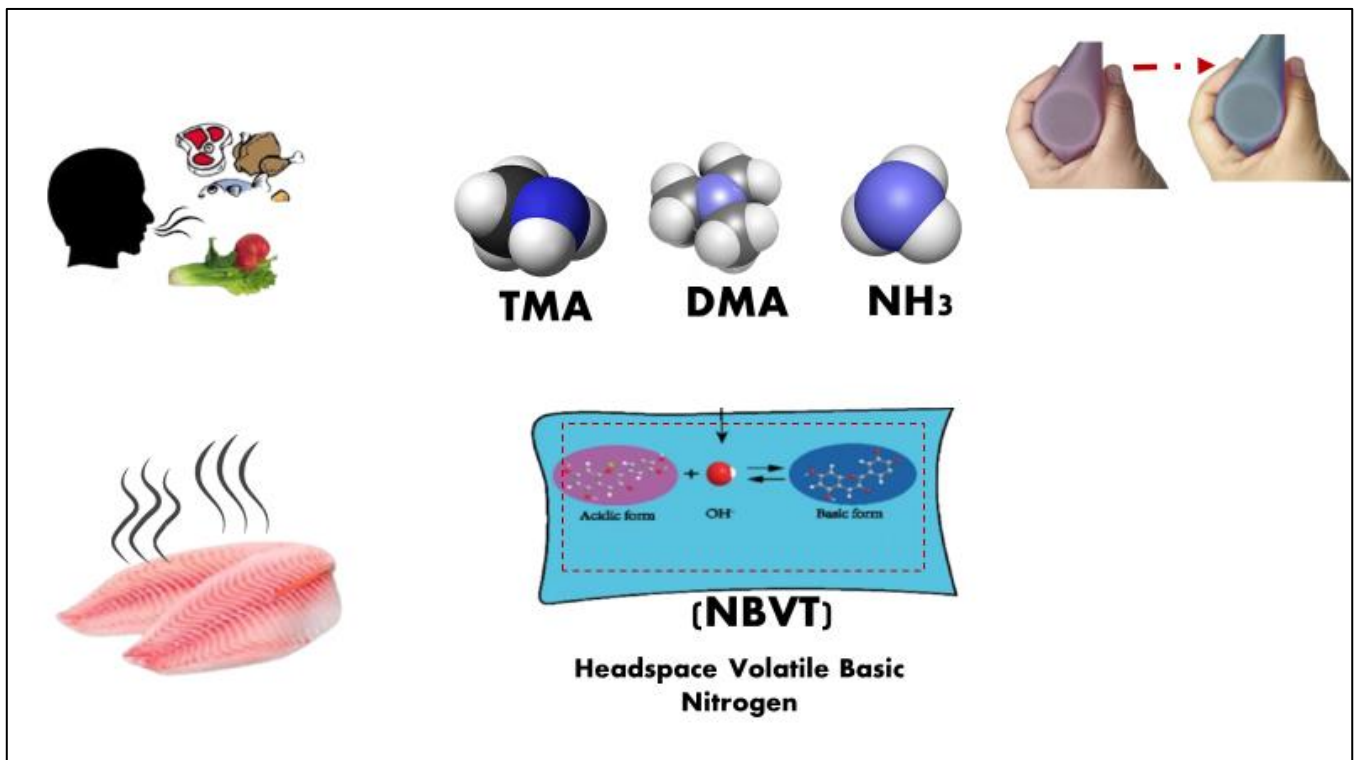 TMA
DMA
NH₃
Acidic form
+
OH⁻
Basic form
(NBVT)
Headspace Volatile Basic
Nitrogen